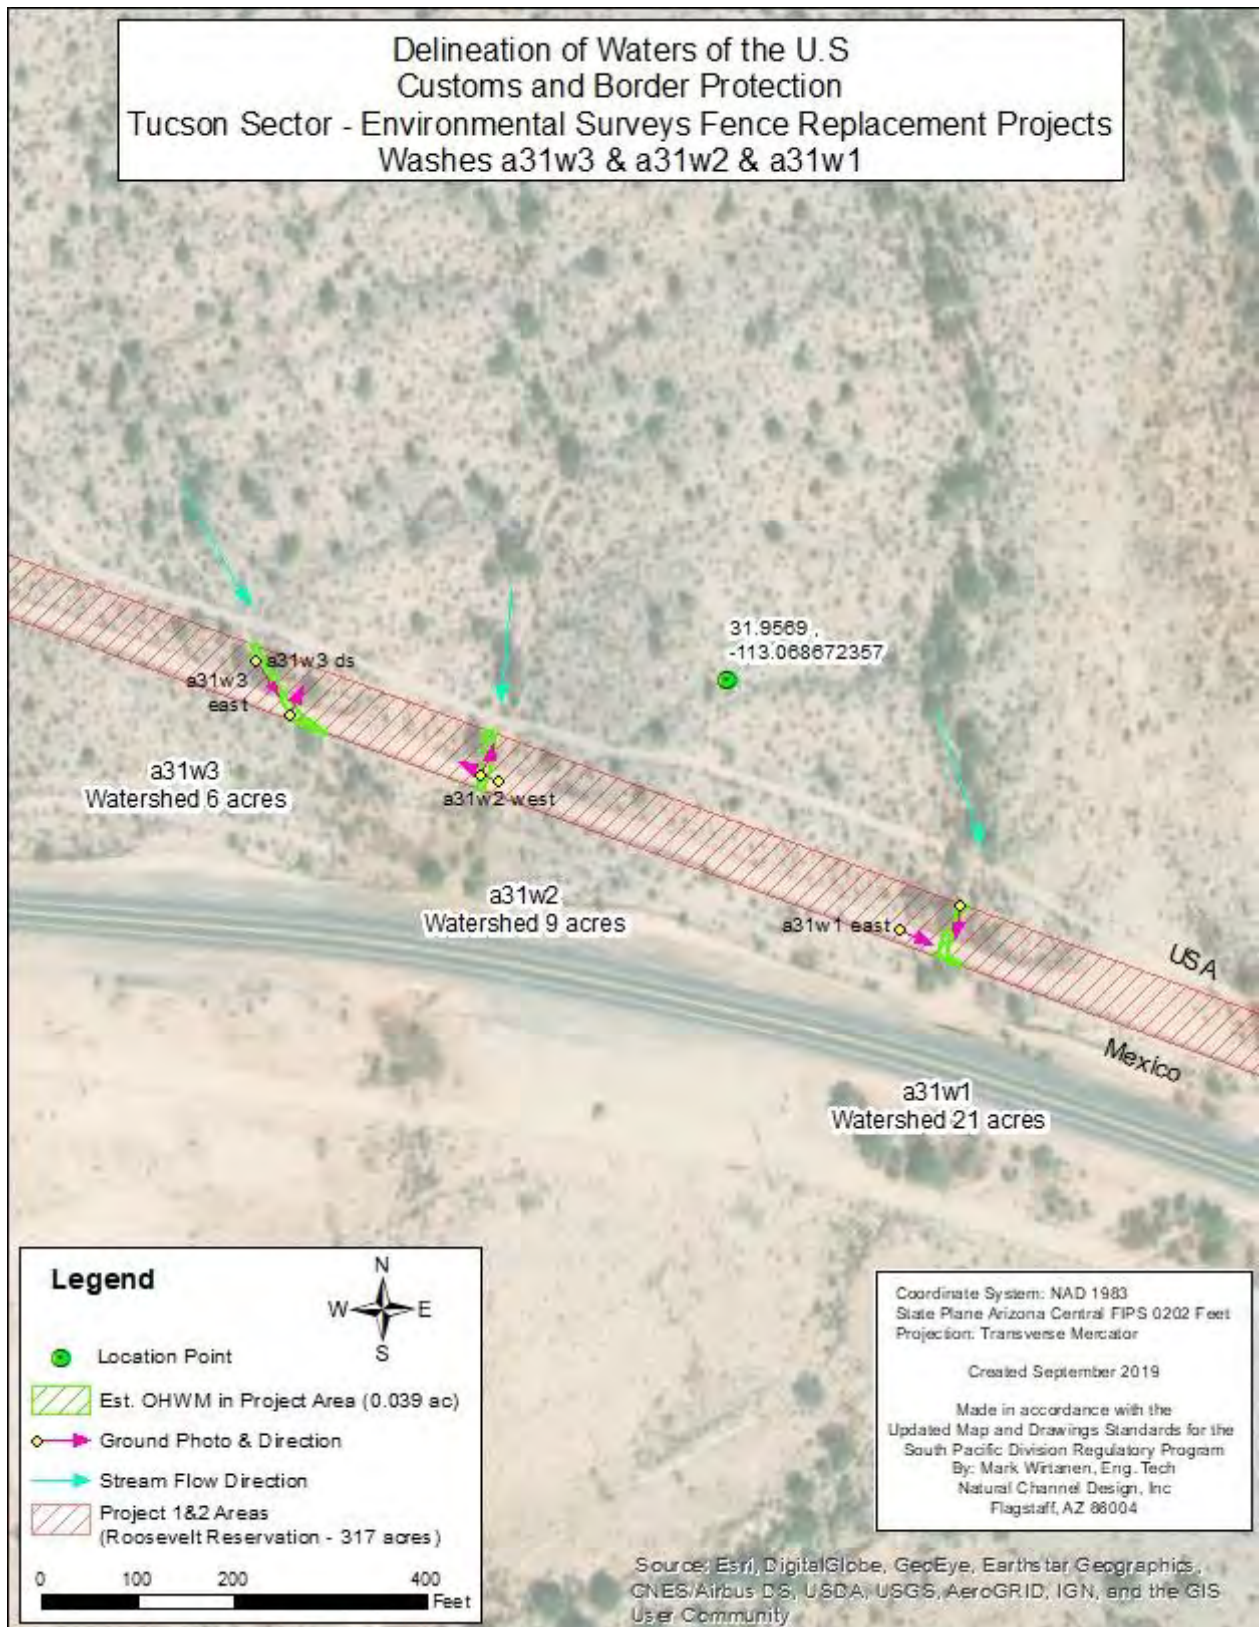 Delineation of Waters of the U.S
Customs and Border Protection
Tucson Sector - Environmental Surveys Fence Replacement Projects
Washes a31w3 & a31w2 & a31w1
31.9569 ,
-113.068672357
a31w3 ds
a31w3
east
a31w3
Watershed 6 acres
a31w2 west
a31w2
Watershed 9 acres
a31w1 east
USA
Mexico
a31w1
Watershed 21 acres
Legend
N
W
E
S
Location Point
Est. OHWM in Project Area (0.039 ac)
Ground Photo & Direction
Stream Flow Direction
Project 1&2 Areas
(Roosevelt Reservation - 317 acres)
0 100 200 400
Feet
Coordinate System: NAD 1983
State Plane Arizona Central FIPS 0202 Feet
Projection: Transverse Mercator
Created September 2019
Made in accordance with the
Updated Map and Drawings Standards for the
South Pacific Division Regulatory Program
By: Mark Wirtanen, Eng. Tech
Natural Channel Design, Inc
Flagstaff, AZ 86004
Source: Esri, DigitalGlobe, GeoEye, Earthstar Geographics,
CNES/Airbus DS, USDA, USGS, AeroGRID, IGN, and the GIS
User Community